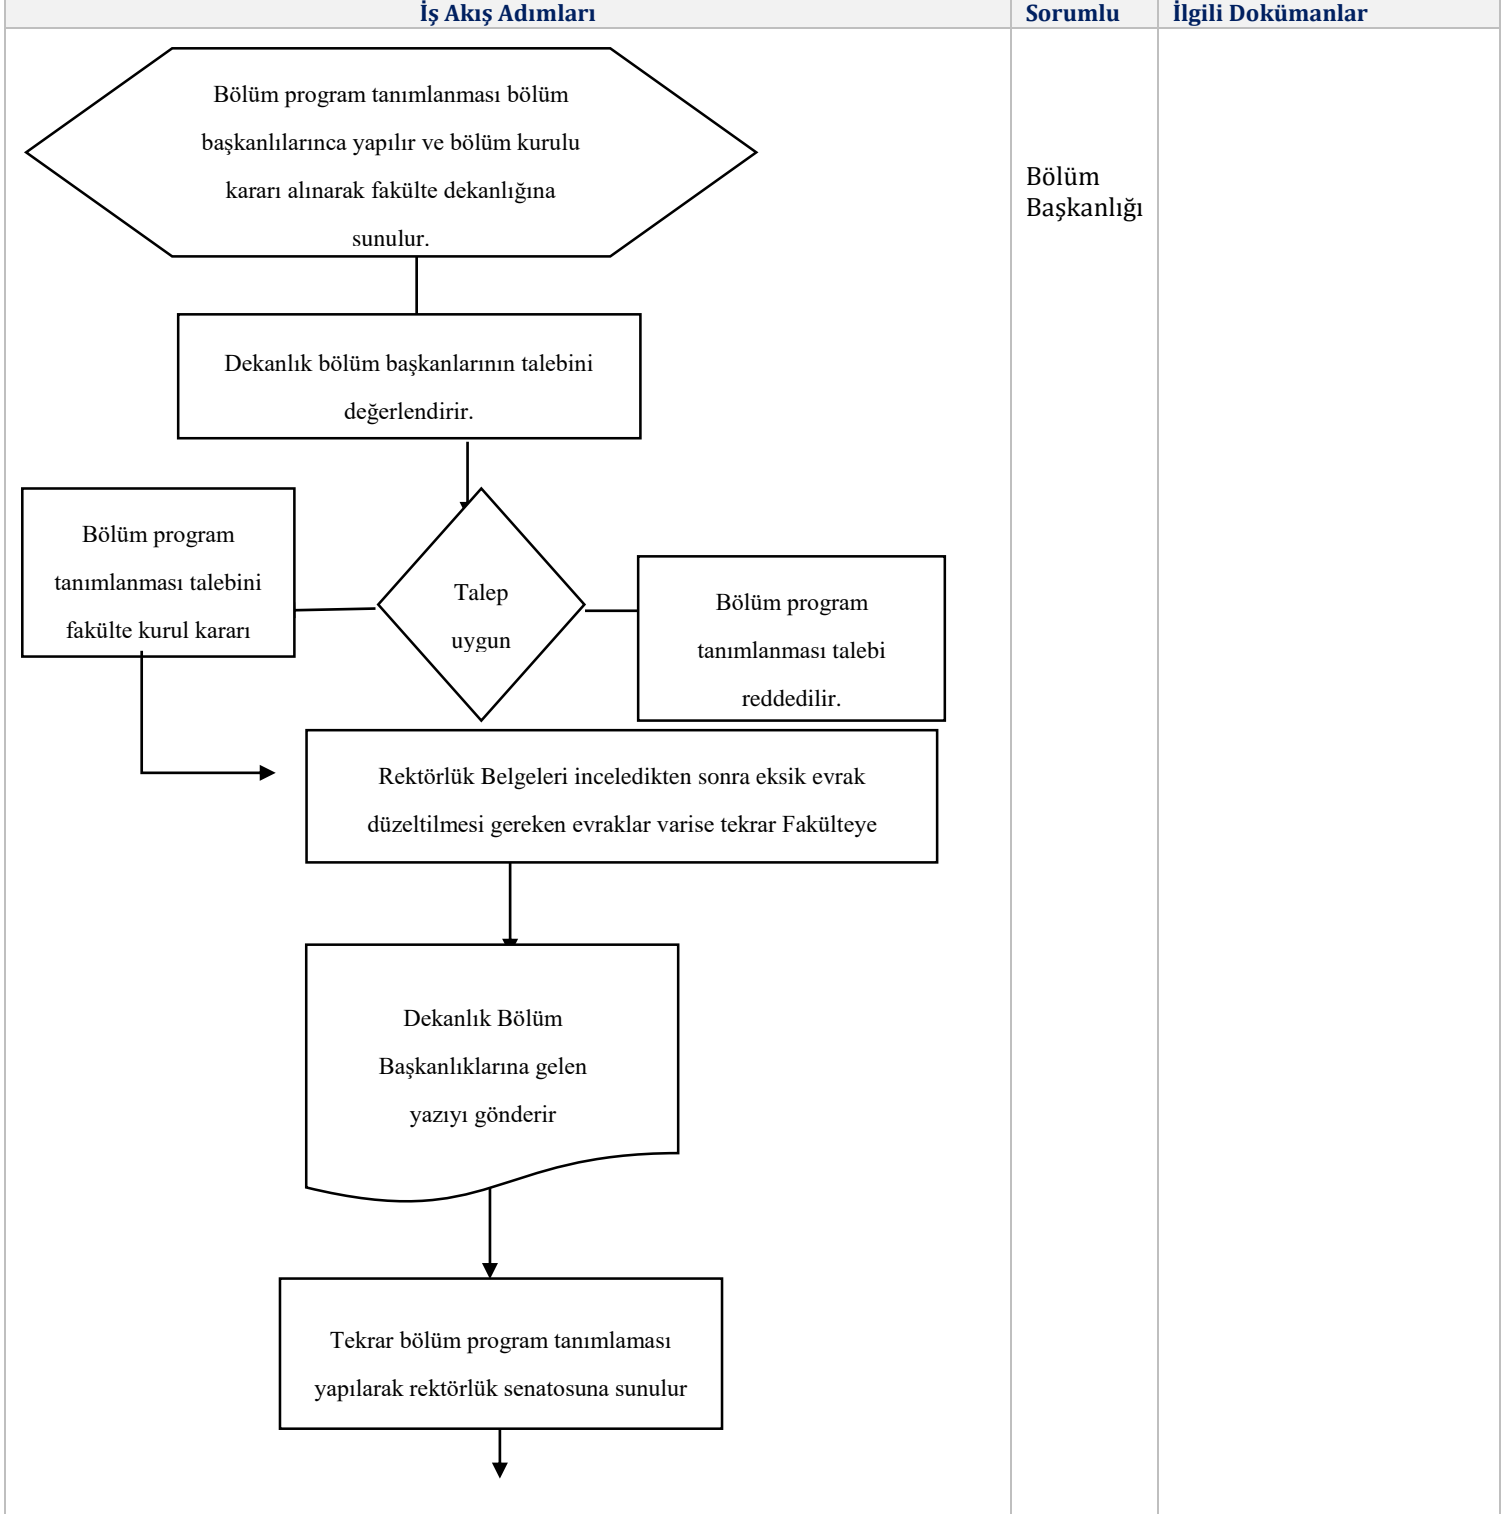 İş Akış Adımları
Sorumlu
İlgili Dokümanlar
Bölüm program tanımlanması bölüm
başkanlılarınca yapılır ve bölüm kurulu
kararı alınarak fakülte dekanlığına
sunulur.
Bölüm
Başkanlığı
Dekanlık bölüm başkanlarının talebini
değerlendirir.
Bölüm program
tanımlanması talebini
fakülte kurul kararı
Talep
uygun
Bölüm program
tanımlanması talebi
reddedilir.
Rektörlük Belgeleri inceledikten sonra eksik evrak
düzeltilmesi gereken evraklar varise tekrar Fakülteye
Dekanlık Bölüm
Başkanlıklarına gelen
yazıyı gönderir
Tekrar bölüm program tanımlaması
yapılarak rektörlük senatosuna sunulur